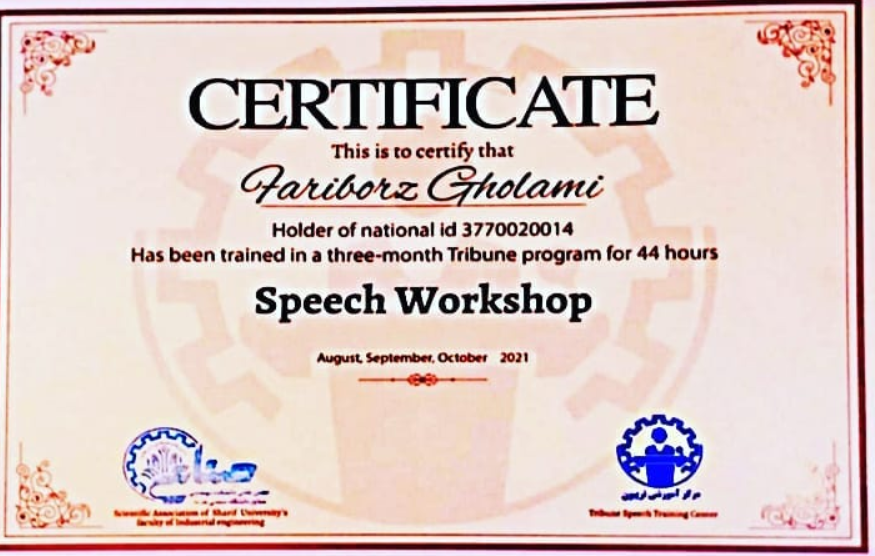 CERTIFICATE
This is to certify that
Fariborz Gholami
Holder of national id 3770020014
Has been trained in a three-month Tribune program for 44 hours
Speech Workshop
August, September, October 2021
صنایع
مرکز آموزشی تریبون
Scientific Association of Sharif University's
faculty of Industrial engineering
Tribune Speech Training Center